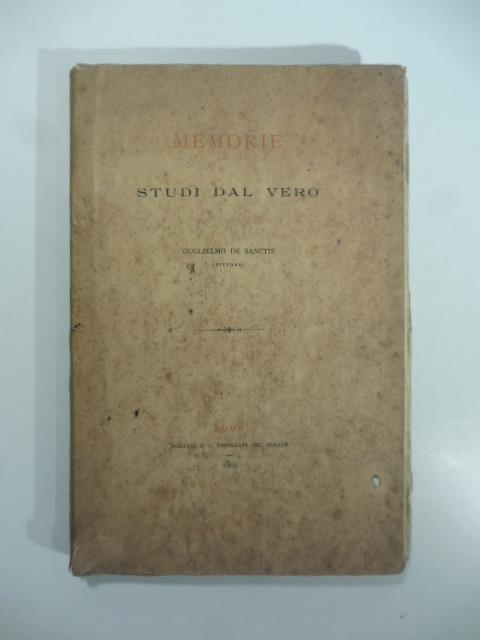 MEMORIE
STUDI DAL VERO
GUGLIELMO DE SANCTIS
(PITTORE)
ROMA
FORZANI E C. TIPOGRAFI DEL SENATO
1901